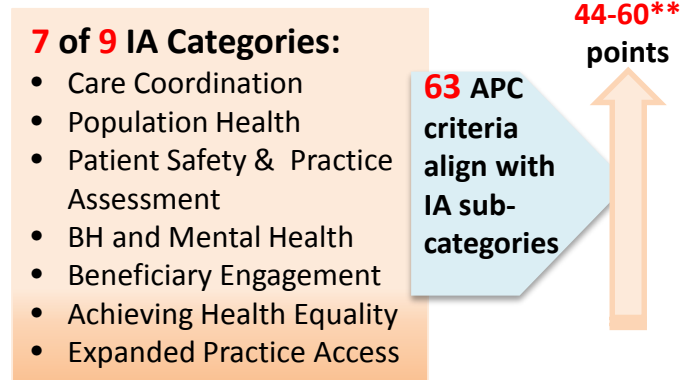 7 of 9 IA Categories:
• Care Coordination
• Population Health
• Patient Safety & Practice
Assessment
• BH and Mental Health
• Beneficiary Engagement
• Achieving Health Equality
• Expanded Practice Access
63 APC
criteria
align with
IA sub-
categories
44-60**
points